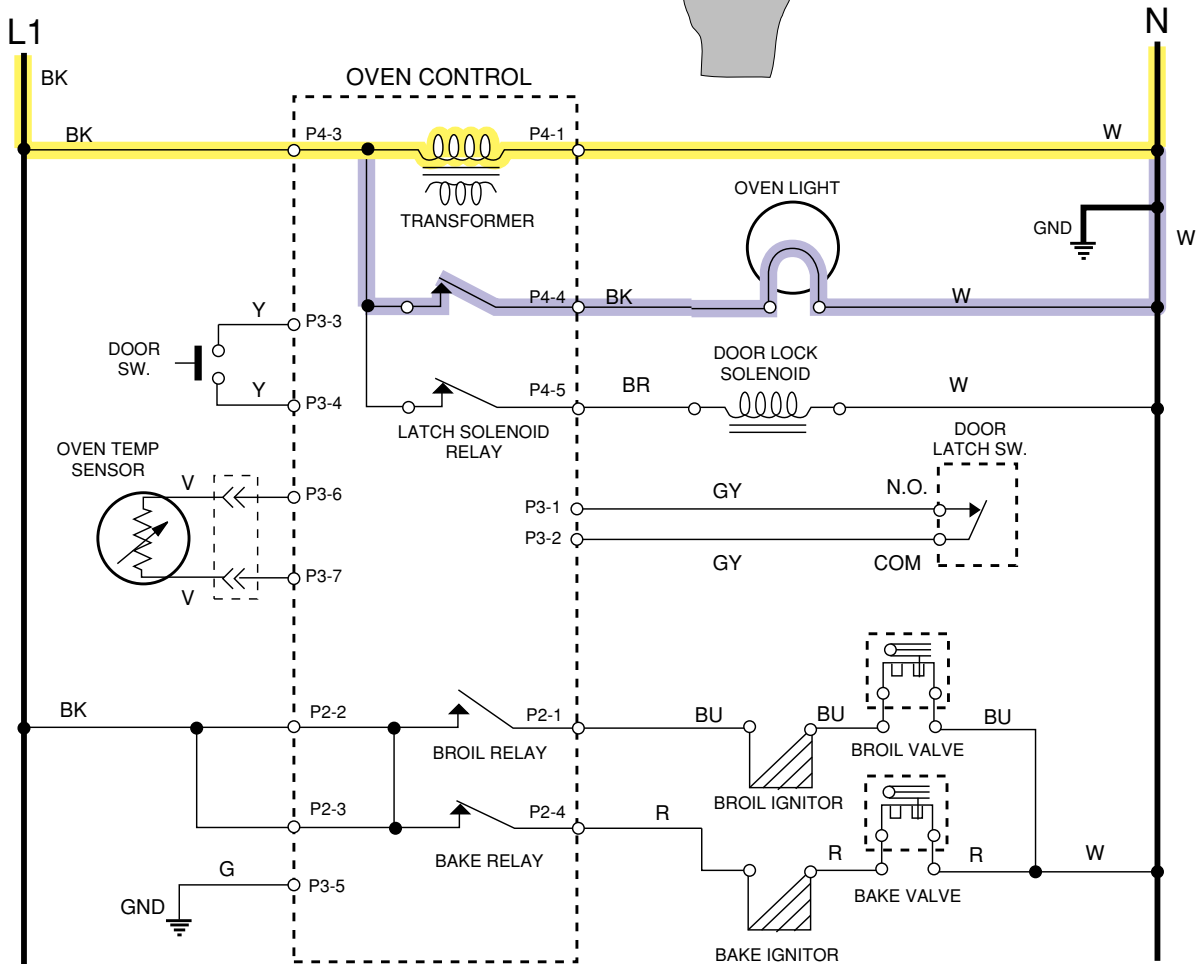 L1
N
BK
OVEN CONTROL
BK
P4-3
P4-1
W
TRANSFORMER
OVEN LIGHT
GND
W
P4-4
BK
W
Y
P3-3
DOOR
SW.
Y
P3-4
P4-5
BR
DOOR LOCK
SOLENOID
W
LATCH SOLENOID
RELAY
DOOR
LATCH SW.
OVEN TEMP
SENSOR
V
P3-6
P3-1
GY
N.O.
P3-2
GY
COM
V
P3-7
BK
P2-2
P2-1
BU
BU
BU
BROIL RELAY
BROIL VALVE
BROIL IGNITOR
P2-3
P2-4
R
BAKE RELAY
R
R
W
BAKE VALVE
G
P3-5
GND
BAKE IGNITOR